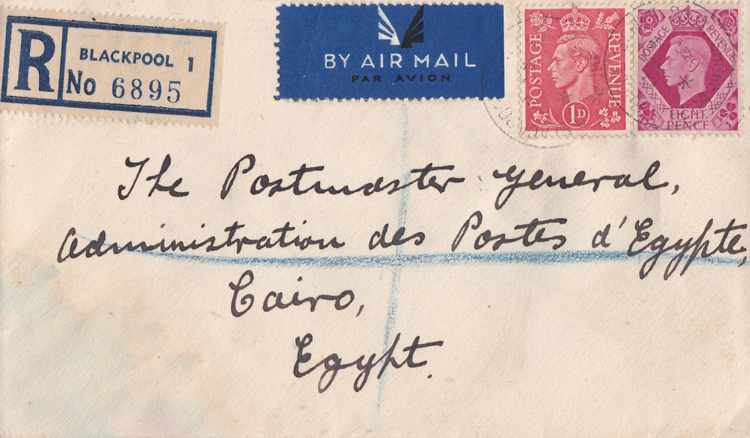 R
BLACKPOOL 1
No 6895
BY AIR MAIL
PAR AVION
POSTAGE REVENUE
1D
POSTAGE REVENUE
EIGHT PENCE
The Postmaster General,
Administration des Postes d'Egypte,
Cairo,
Egypt.